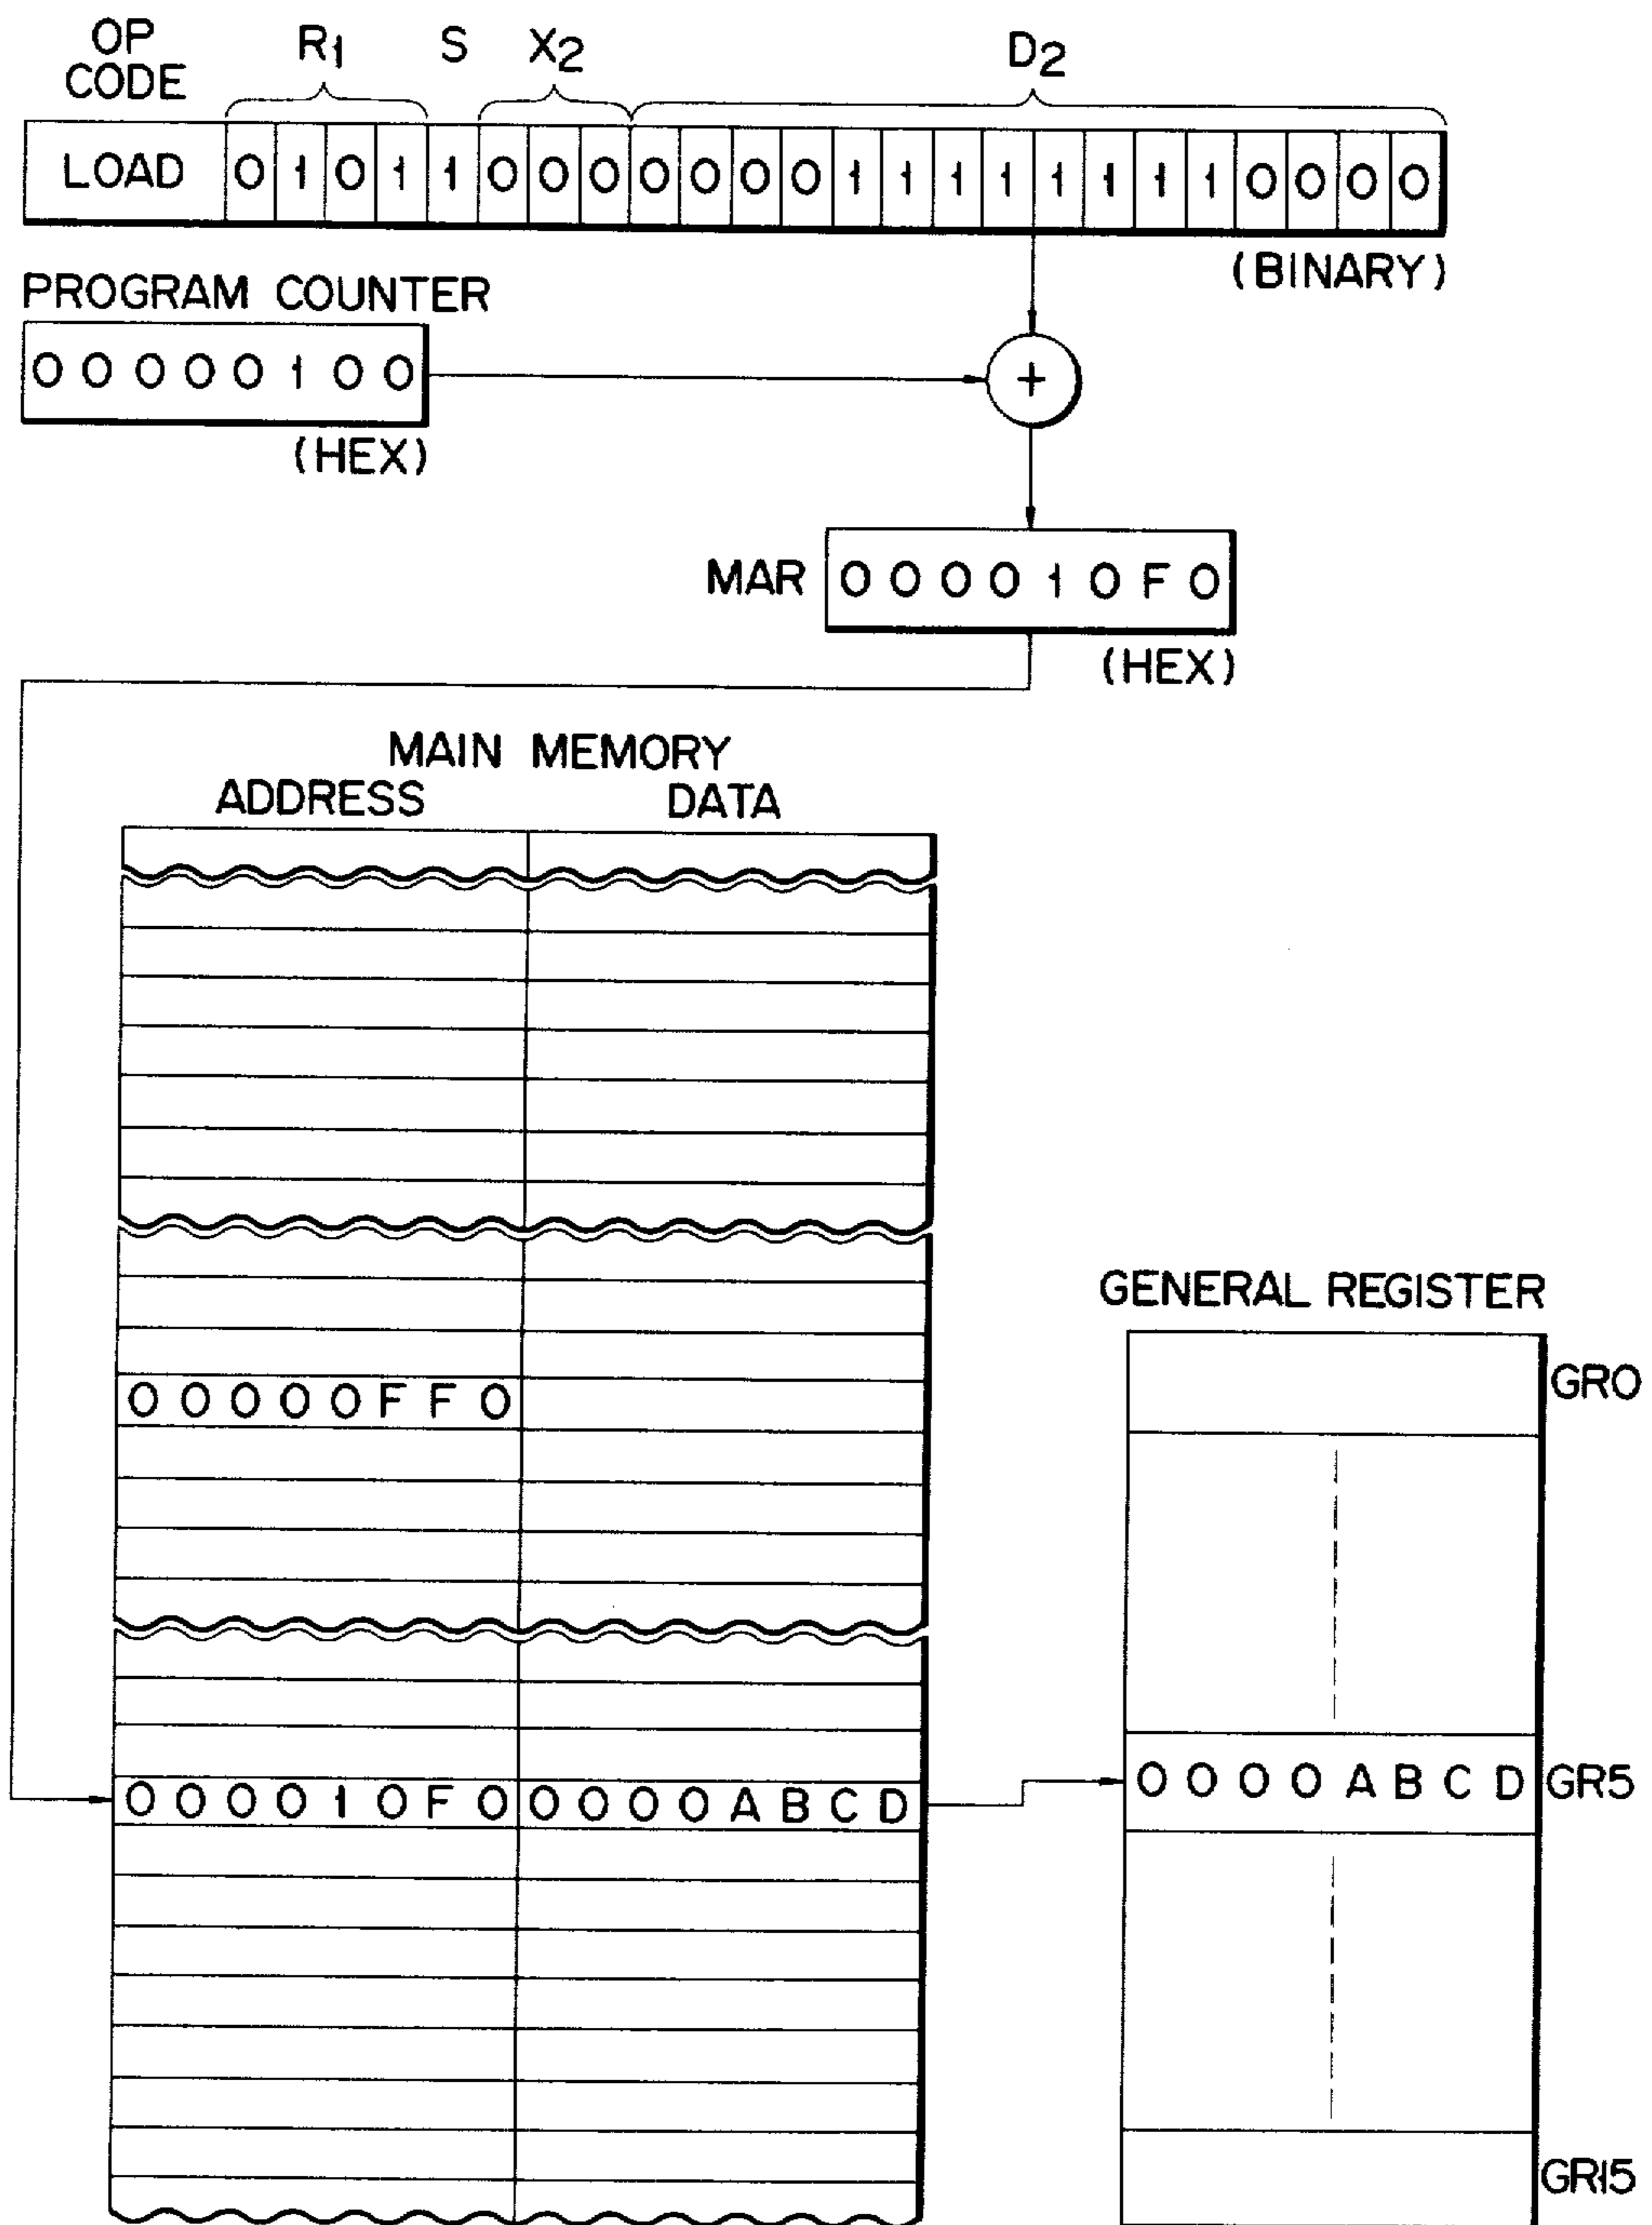 OP
CODE
R1 S X2 D2
LOAD 0 1 0 1 1 0 0 0 0 0 0 0 1 1 1 1 1 1 1 1 0 0 0 0
(BINARY)
PROGRAM COUNTER
0 0 0 0 0 1 0 0
(HEX)
+
MAR 0 0 0 0 1 0 F 0
(HEX)
MAIN MEMORY
ADDRESS DATA
0 0 0 0 0 F F 0
0 0 0 0 1 0 F 0 0 0 0 0 A B C D
GENERAL REGISTER
GR0
0 0 0 0 A B C D GR5
GR15